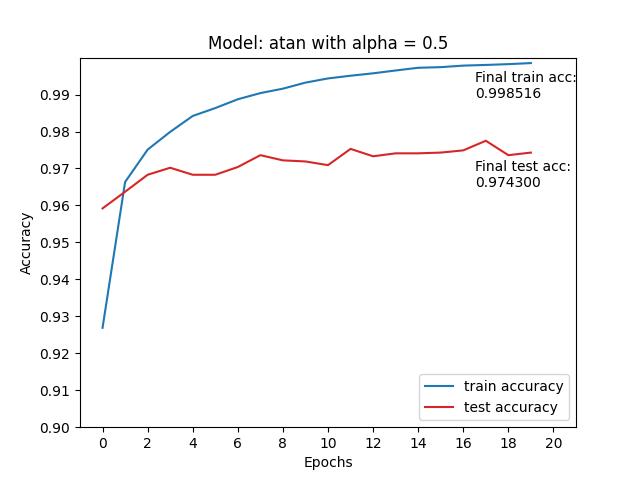 Model: atan with alpha = 0.5
Final train acc:
0.998516
Final test acc:
0.974300
0.99
0.98
0.97
0.96
0.95
0.94
0.93
0.92
0.91
0.90
Accuracy
train accuracy
test accuracy
0 2 4 6 8 10 12 14 16 18 20
Epochs